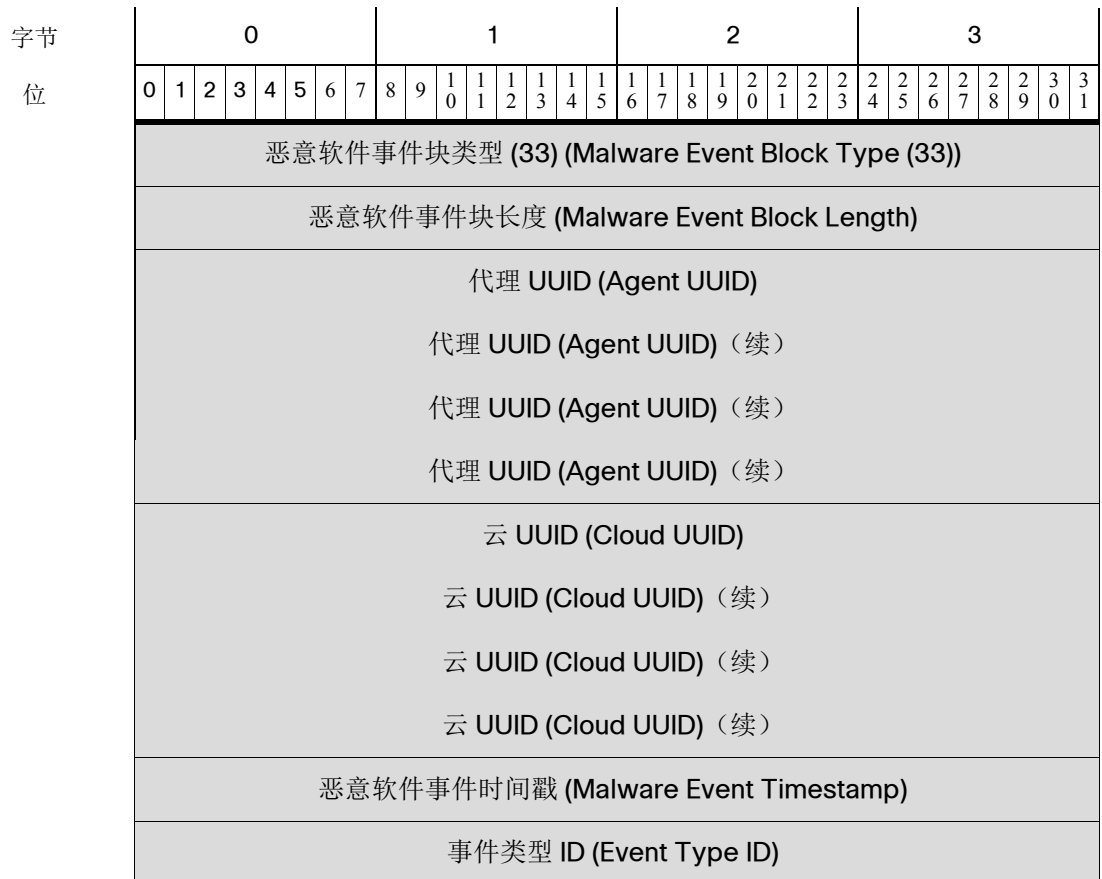 字节 0 1 2 3
位 0 1 2 3 4 5 6 7 8 9 10 11 12 13 14 15 16 17 18 19 20 21 22 23 24 25 26 27 28 29 30 31
恶意软件事件块类型 (33) (Malware Event Block Type (33))
恶意软件事件块长度 (Malware Event Block Length)
代理 UUID (Agent UUID)
代理 UUID (Agent UUID)（续）
代理 UUID (Agent UUID)（续）
代理 UUID (Agent UUID)（续）
云 UUID (Cloud UUID)
云 UUID (Cloud UUID)（续）
云 UUID (Cloud UUID)（续）
云 UUID (Cloud UUID)（续）
恶意软件事件时间戳 (Malware Event Timestamp)
事件类型 ID (Event Type ID)